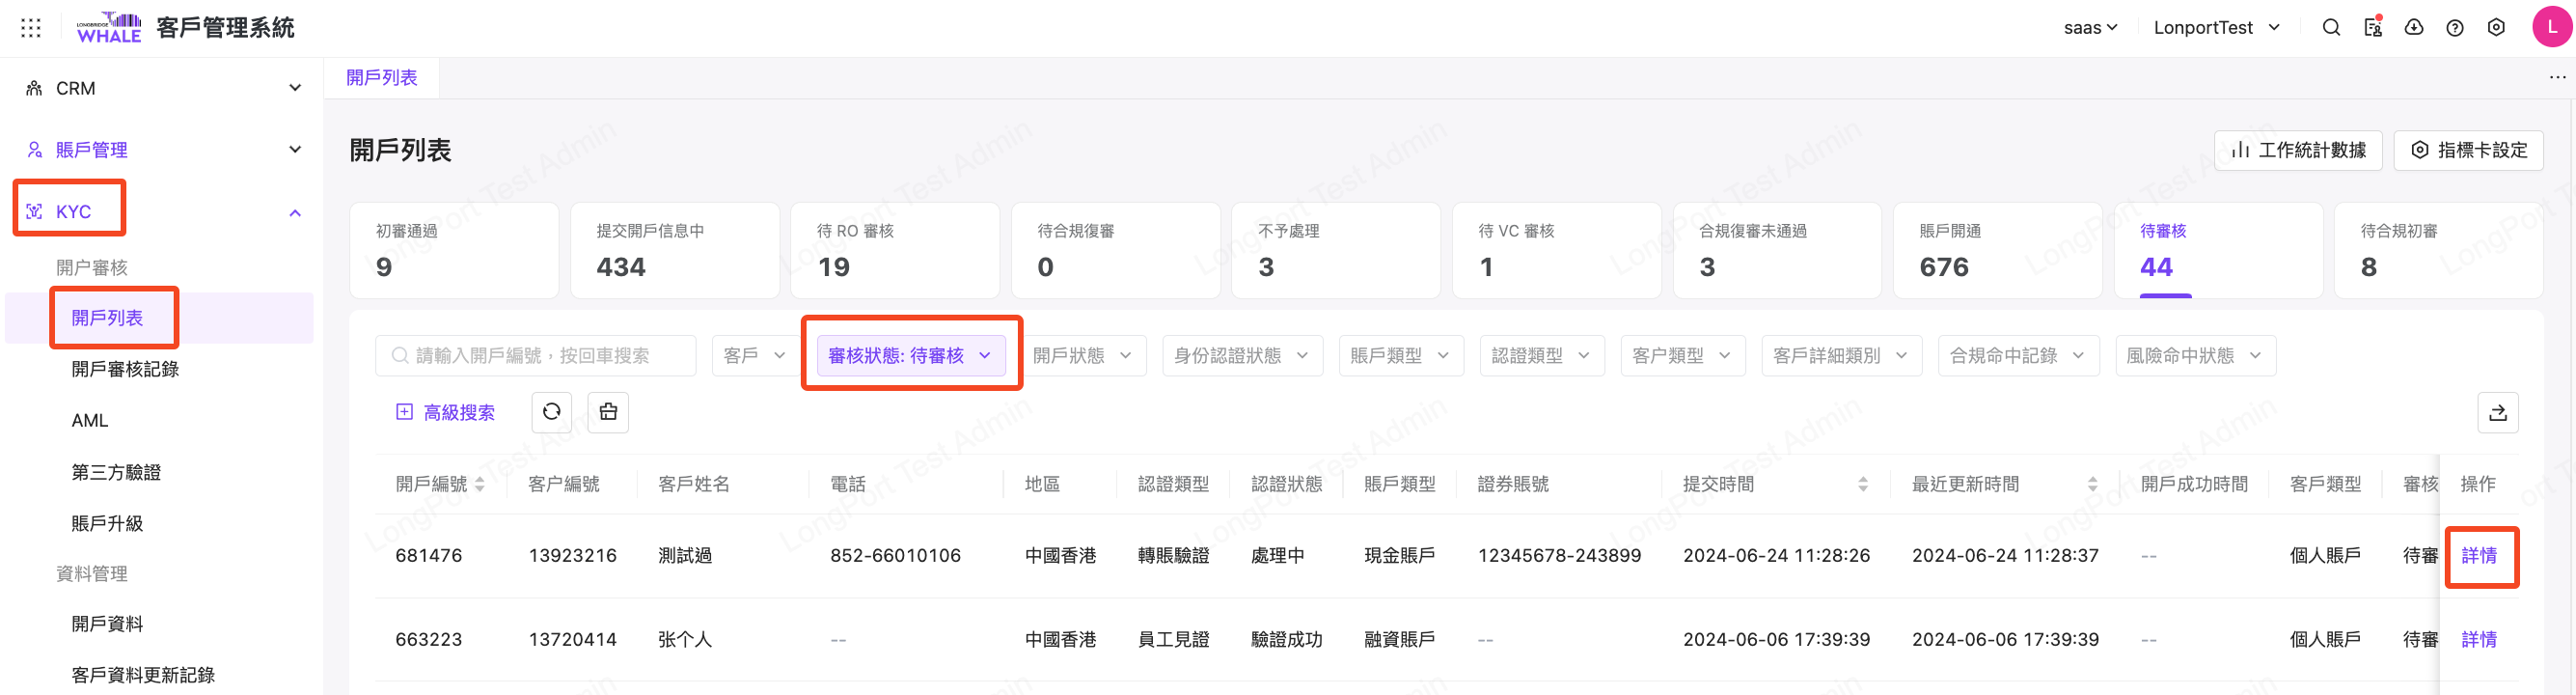 LONGBRIDGE WHALE 客戶管理系統 saas LonportTest L
CRM
賬戶管理
KYC
開户審核
開戶列表
開戶審核記錄
AML
第三方驗證
賬戶升級
資料管理
開戶資料
客戶資料更新記錄
開戶列表
開戶列表
工作統計數據 指標卡設定
初審通過 提交開戶信息中 待 RO 審核 待合規復審 不予處理 待 VC 審核 合規復審未通過 賬戶開通 待審核 待合規初審
9 434 19 0 3 1 3 676 44 8
請輸入開戶編號，按回車搜索 客戶 審核狀態: 待審核 開戶狀態 身份認證狀態 賬戶類型 認證類型 客户類型 客戶詳細類別 合規命中記錄 風險命中狀態
高級搜索
開戶編號 客户編號 客戶姓名 電話 地區 認證類型 認證狀態 賬戶類型 證券賬號 提交時間 最近更新時間 開戶成功時間 客戶類型 審核 操作
681476 13923216 測試過 852-66010106 中國香港 轉賬驗證 處理中 現金賬戶 12345678-243899 2024-06-24 11:28:26 2024-06-24 11:28:37 -- 個人賬戶 待審 詳情
663223 13720414 张个人 -- 中國香港 員工見證 驗證成功 融資賬戶 -- 2024-06-06 17:39:39 2024-06-06 17:39:39 -- 個人賬戶 待審 詳情
LongPort Test Admin